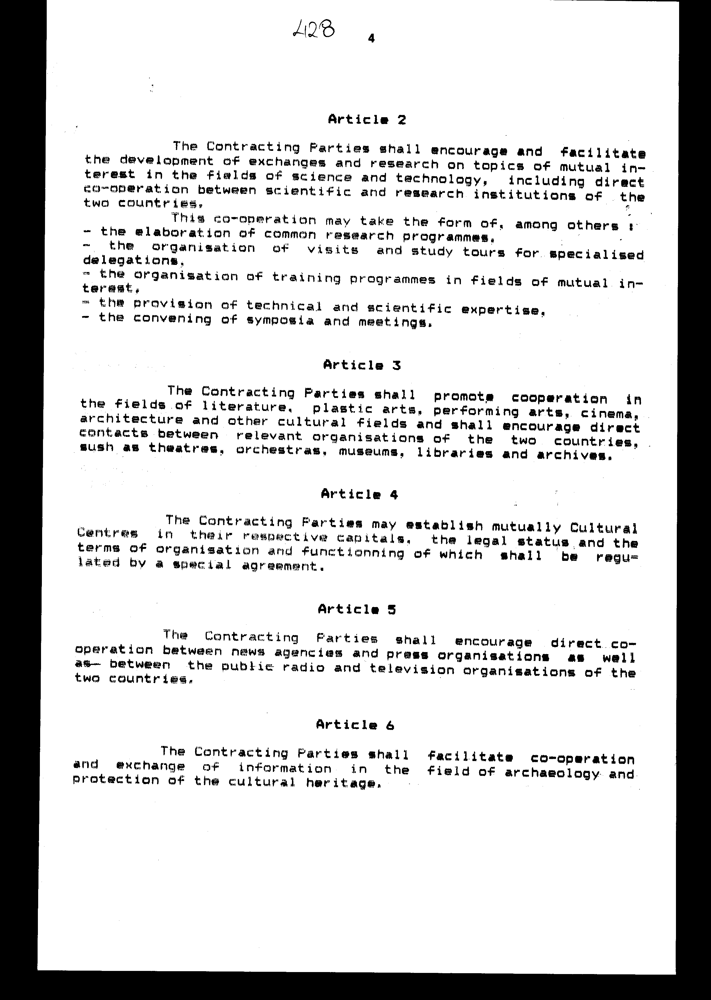 428
4
Article 2
The Contracting Parties shall encourage and facilitate
the development of exchanges and research on topics of mutual in-
terest in the fields of science and technology, including direct
co-operation between scientific and research institutions of the
two countries.
This co-operation may take the form of, among others :
- the elaboration of common research programmes,
- the organisation of visits and study tours for specialised
delegations,
- the organisation of training programmes in fields of mutual in-
terest,
- the provision of technical and scientific expertise,
- the convening of symposia and meetings.
Article 3
The Contracting Parties shall promote cooperation in
the fields of literature, plastic arts, performing arts, cinema,
architecture and other cultural fields and shall encourage direct
contacts between relevant organisations of the two countries,
sush as theatres, orchestras, museums, libraries and archives.
Article 4
The Contracting Parties may establish mutually Cultural
Centres in their respective capitals, the legal status and the
terms of organisation and functionning of which shall be regu=
lated by a special agreement.
Article 5
The Contracting Parties shall encourage direct co-
operation between news agencies and press organisations as well
as between the public radio and television organisations of the
two countries.
Article 6
The Contracting Parties shall facilitate co-operation
and exchange of information in the field of archaeology and
protection of the cultural heritage.